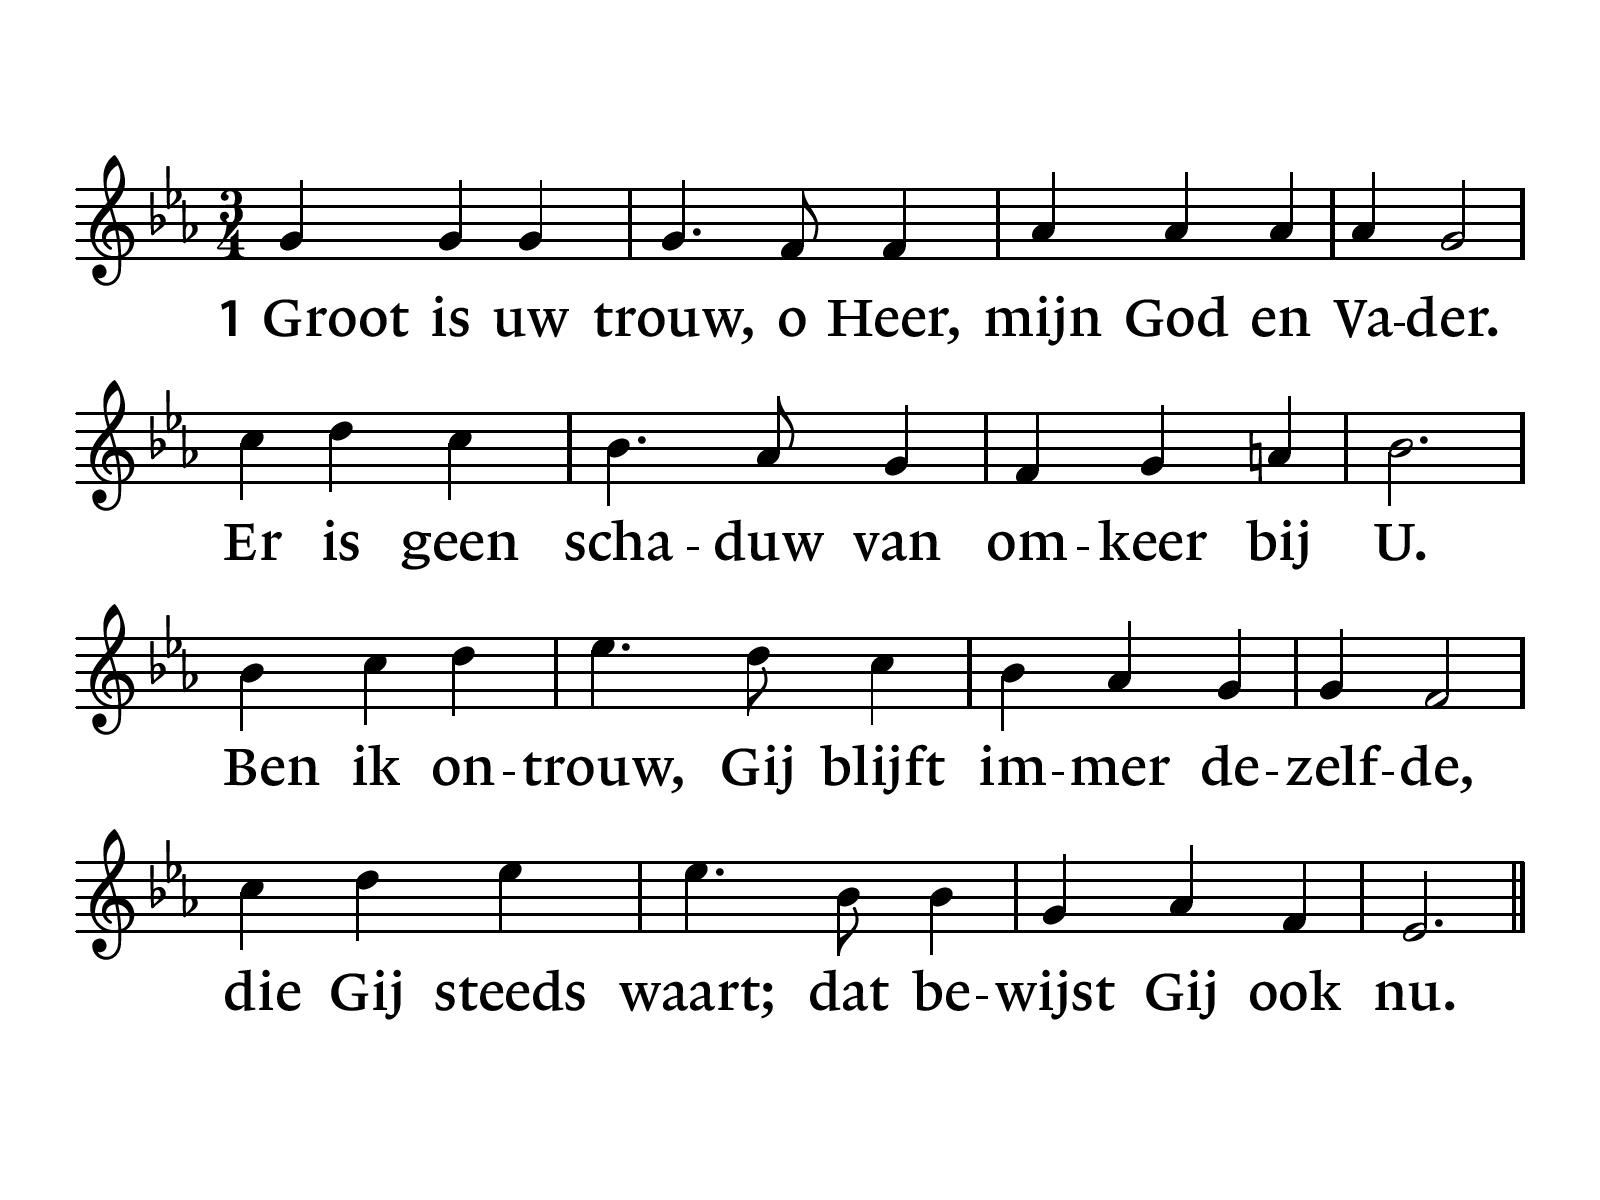 1 Groot is uw trouw, o Heer, mijn God en Va-der.
Er is geen scha - duw van om - keer bij U.
Ben ik on - trouw, Gij blijft im - mer de - zelf - de,
die Gij steeds waart; dat be - wijst Gij ook nu.